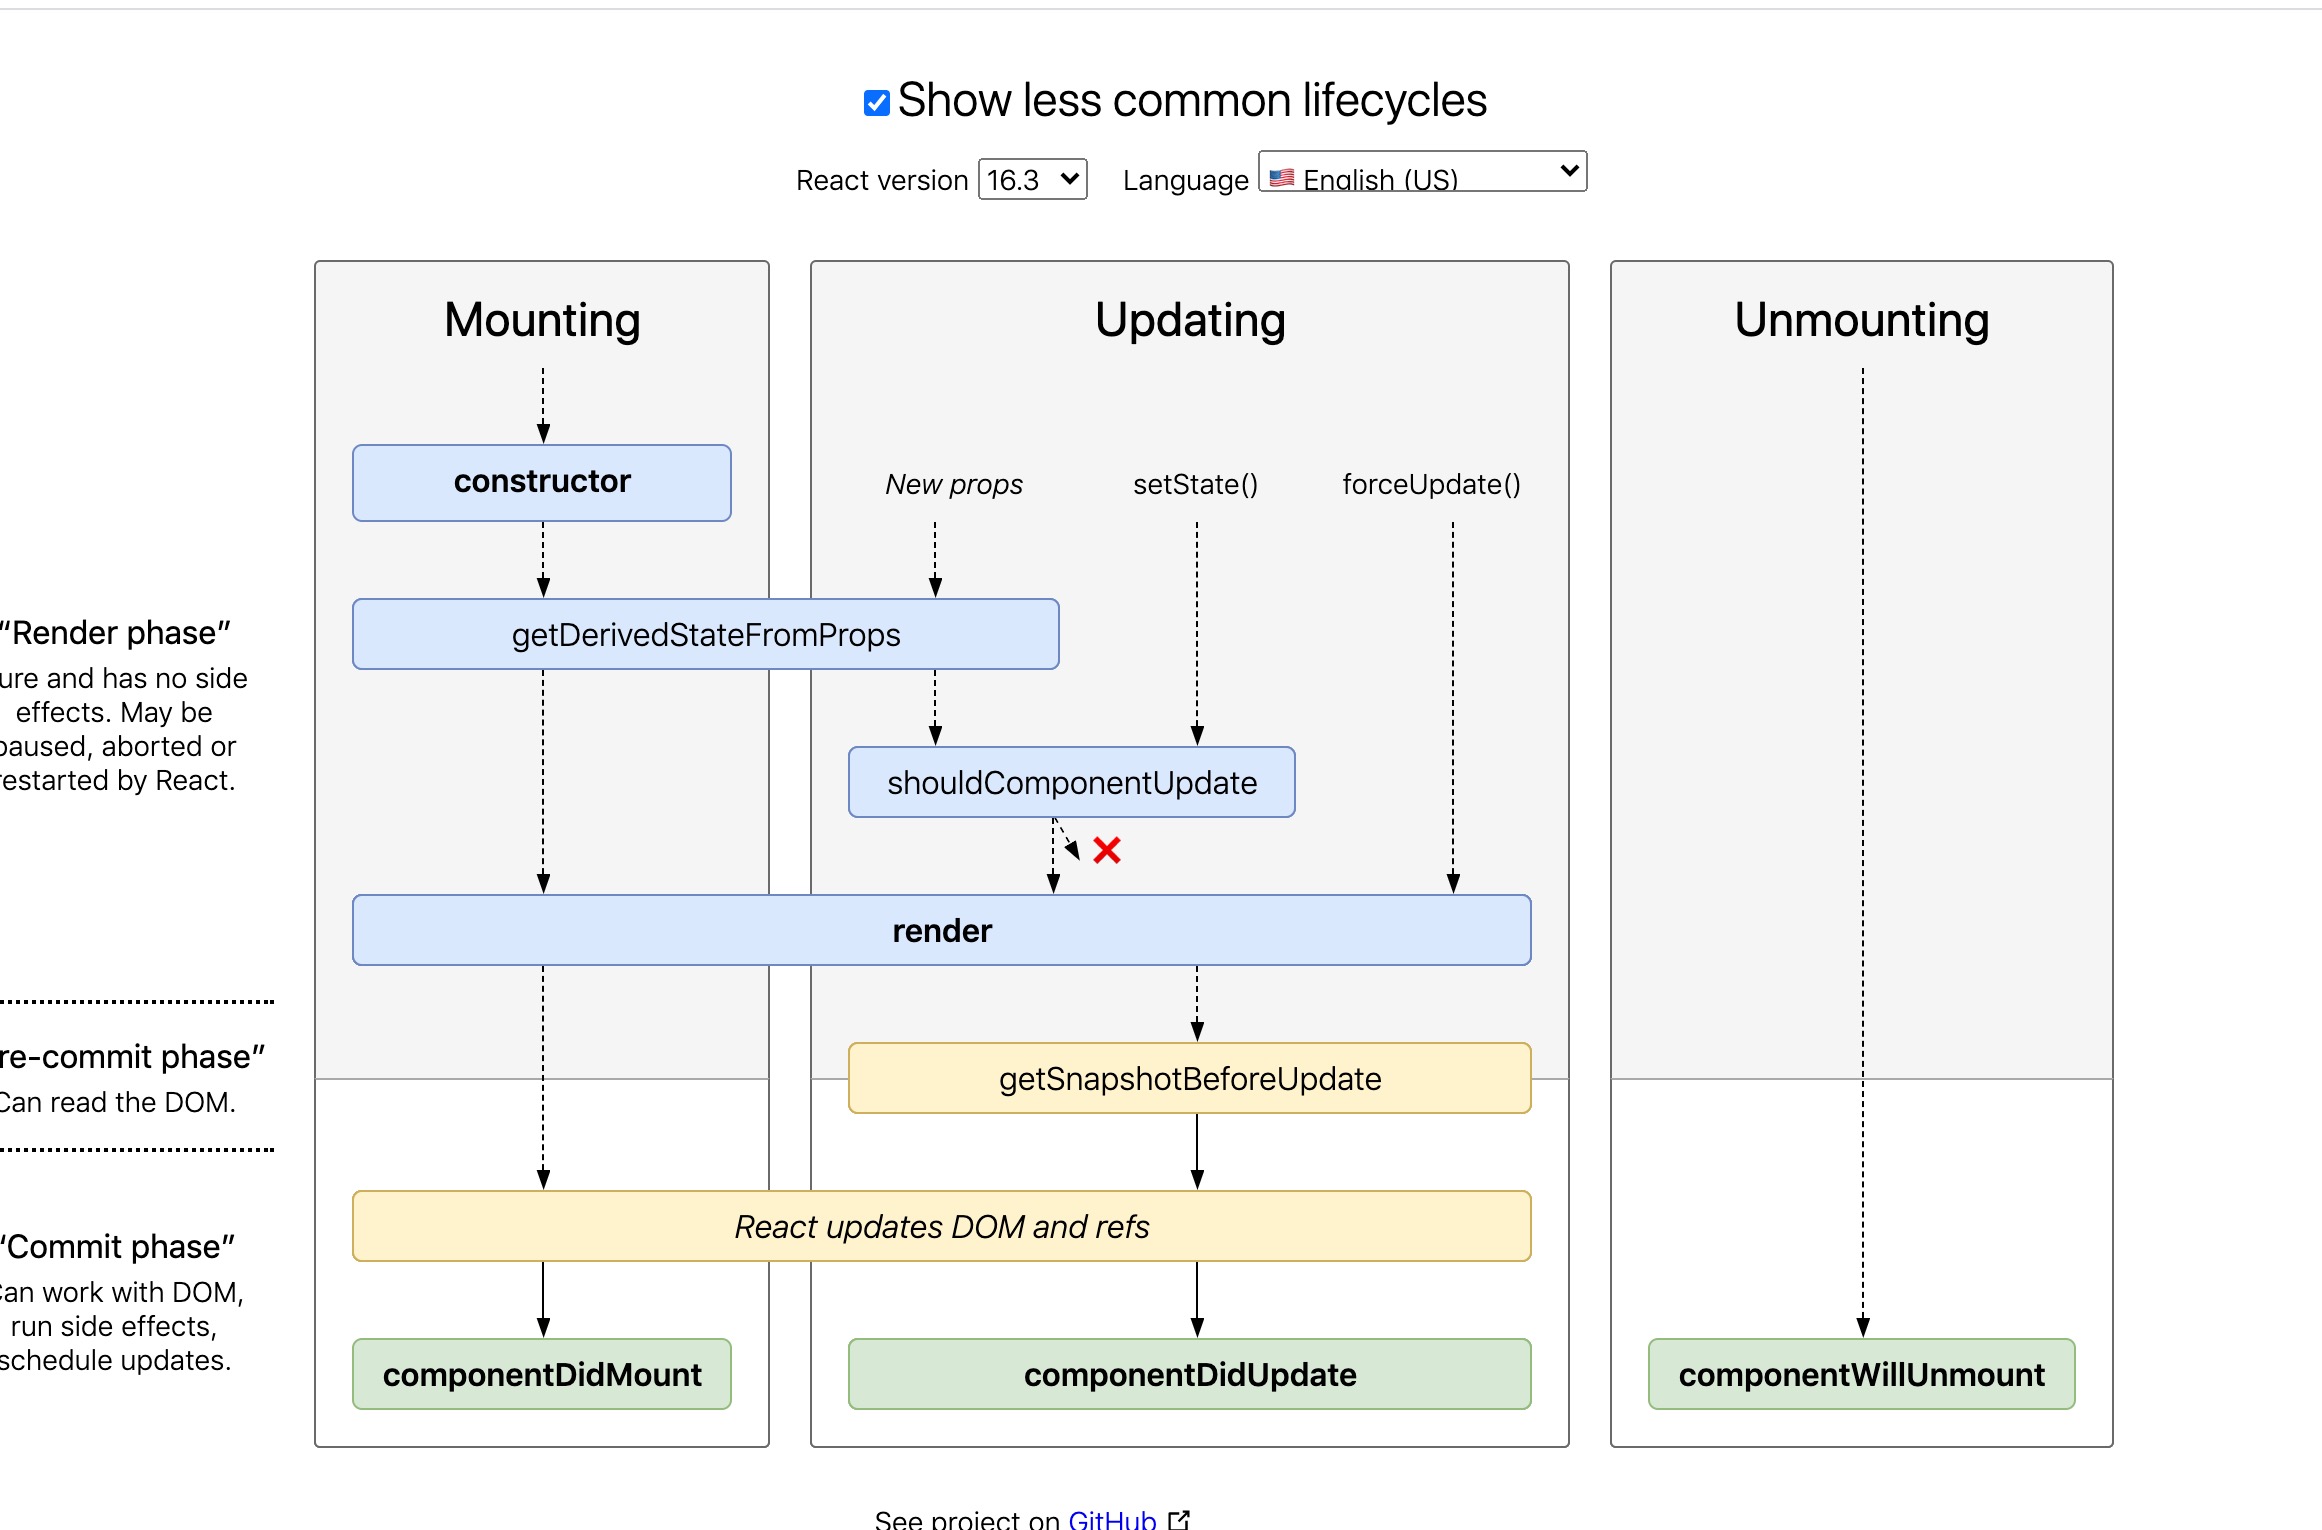 Show less common lifecycles
React version 16.3 Language English (US)
Mounting
Updating
Unmounting
constructor
New props setState() forceUpdate()
"Render phase"
effects. May be
estarted by React.
ure and has no side
aused, aborted or
getDerivedStateFromProps
shouldComponentUpdate
render
re-commit phase"
Can read the DOM.
getSnapshotBeforeUpdate
React updates DOM and refs
"Commit phase"
an work with DOM,
run side effects,
schedule updates.
componentDidMount
componentDidUpdate
componentWillUnmount
See project on GitHub